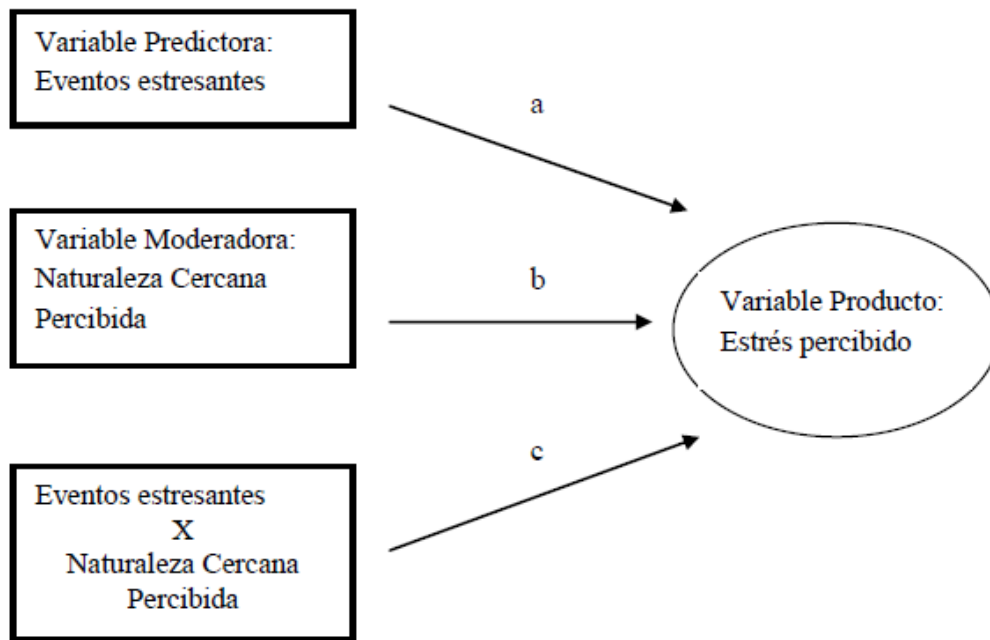 Variable Predictora:
Eventos estresantes
a
Variable Moderadora:
Naturaleza Cercana
Percibida
b
Variable Producto:
Estrés percibido
c
Eventos estresantes
X
Naturaleza Cercana
Percibida